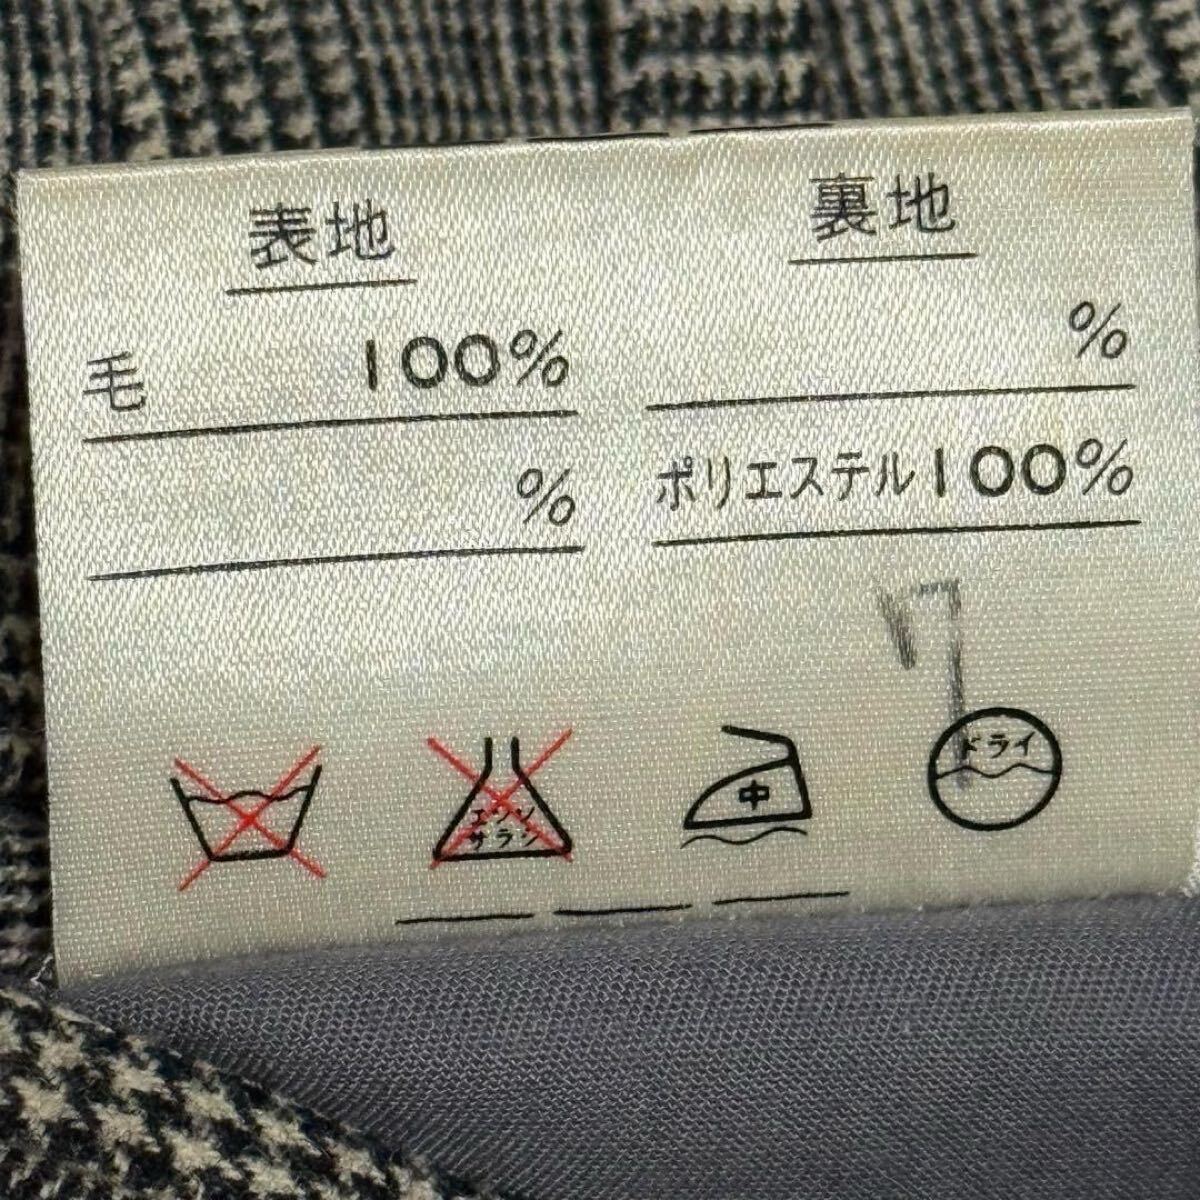 表地
毛 100%
%
裏地
%
ポリエステル100%
エンソ
サラシ
中
ドライ